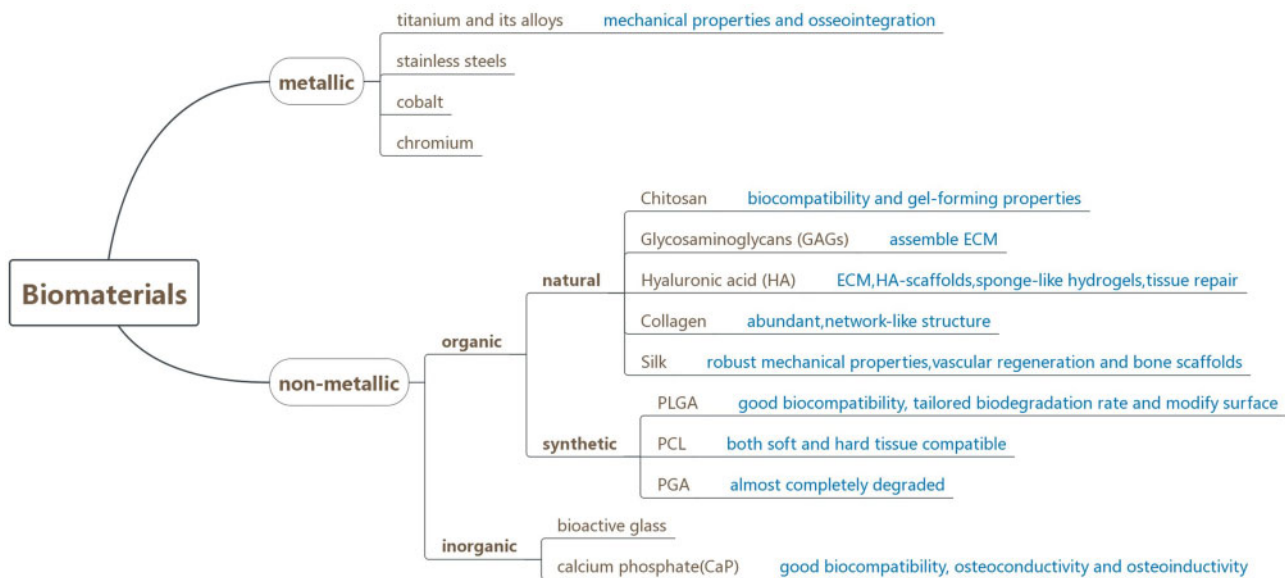 titanium and its alloys mechanical properties and osseointegration
stainless steels
metallic
cobalt
chromium
Chitosan biocompatibility and gel-forming properties
Glycosaminoglycans (GAGs) assemble ECM
natural Hyaluronic acid (HA) ECM,HA-scaffolds,sponge-like hydrogels,tissue repair
Biomaterials
Collagen abundant,network-like structure
organic
Silk robust mechanical properties,vascular regeneration and bone scaffolds
non-metallic
PLGA good biocompatibility, tailored biodegradation rate and modify surface
synthetic PCL both soft and hard tissue compatible
PGA almost completely degraded
bioactive glass
inorganic
calcium phosphate(CaP) good biocompatibility, osteoconductivity and osteoinductivity